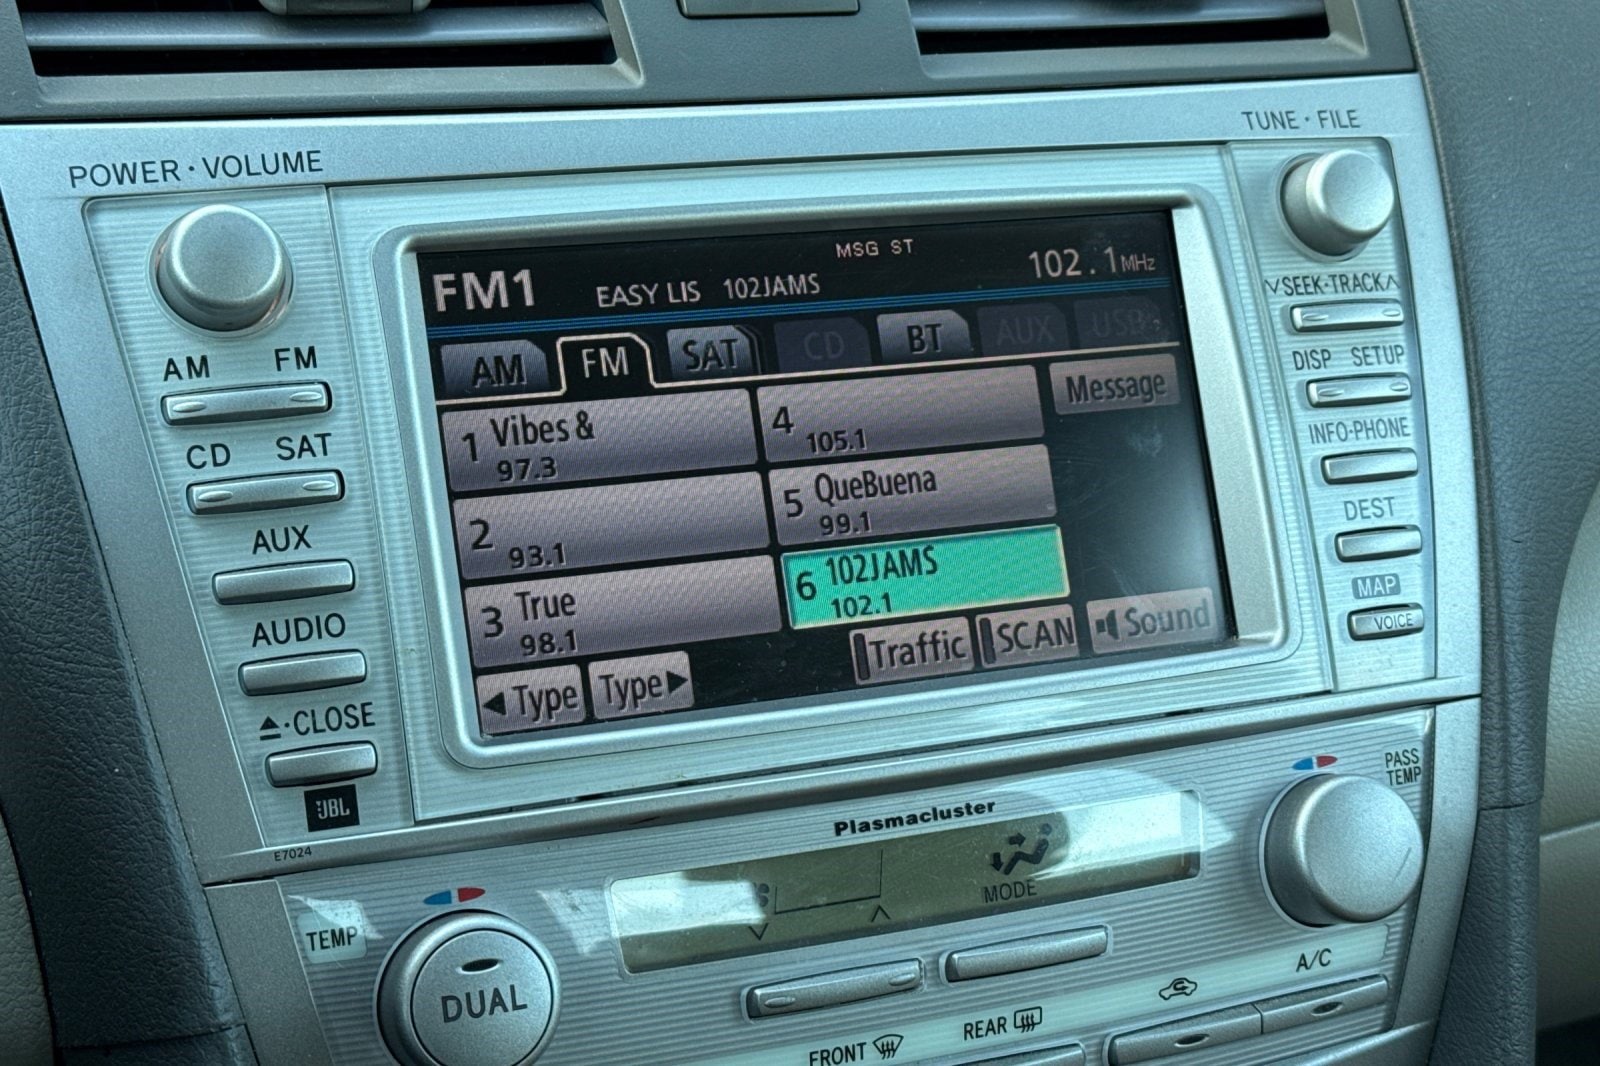 POWER · VOLUME
TUNE · FILE
AM FM
CD SAT
AUX
AUDIO
⏏·CLOSE
JBL
E7024
MSG ST
FM1 EASY LIS 102JAMS 102.1 MHz
AM FM SAT CD BT AUX USB
Message
1 Vibes &
97.3
2
93.1
3 True
98.1
4
105.1
5 QueBuena
99.1
6 102JAMS
102.1
◀ Type Type ▶ Traffic SCAN Sound
∨SEEK·TRACK∧
DISP SETUP
INFO·PHONE
DEST
MAP
VOICE
Plasmacluster
PASS
TEMP
TEMP
DUAL
MODE
FRONT
REAR
A/C